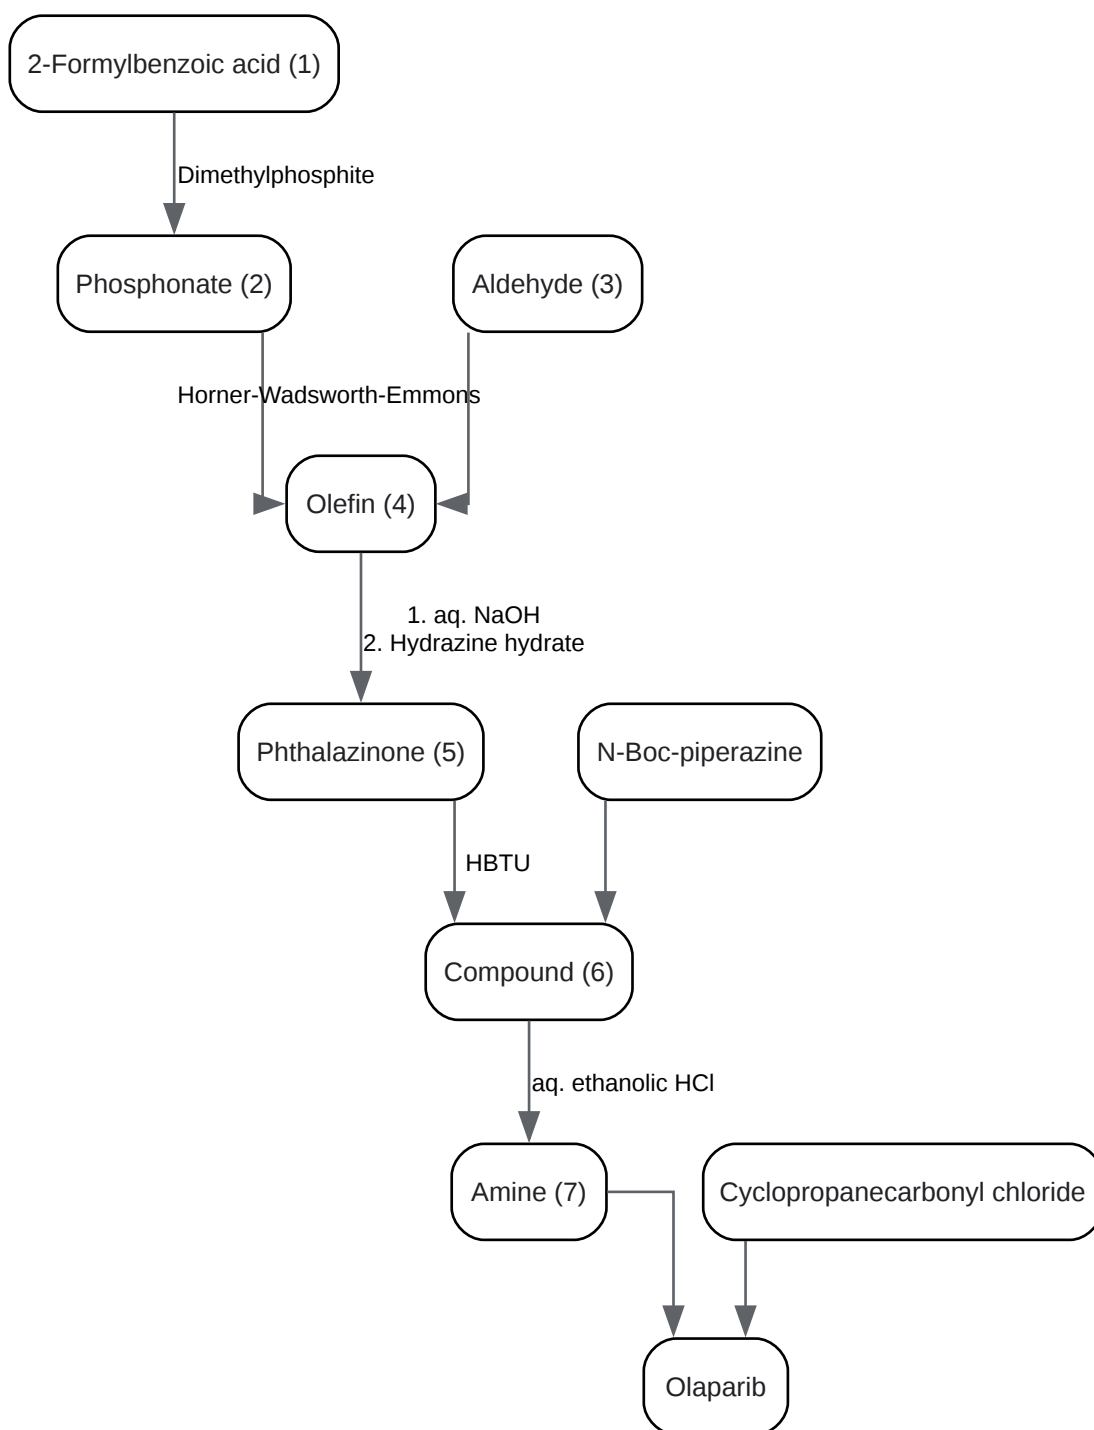 2-Formylbenzoic acid (1)
Dimethylphosphite
Phosphonate (2)
Aldehyde (3)
Horner-Wadsworth-Emmons
Olefin (4)
1. aq. NaOH
2. Hydrazine hydrate
Phthalazinone (5)
N-Boc-piperazine
HBTU
Compound (6)
aq. ethanolic HCl
Amine (7)
Cyclopropanecarbonyl chloride
Olaparib